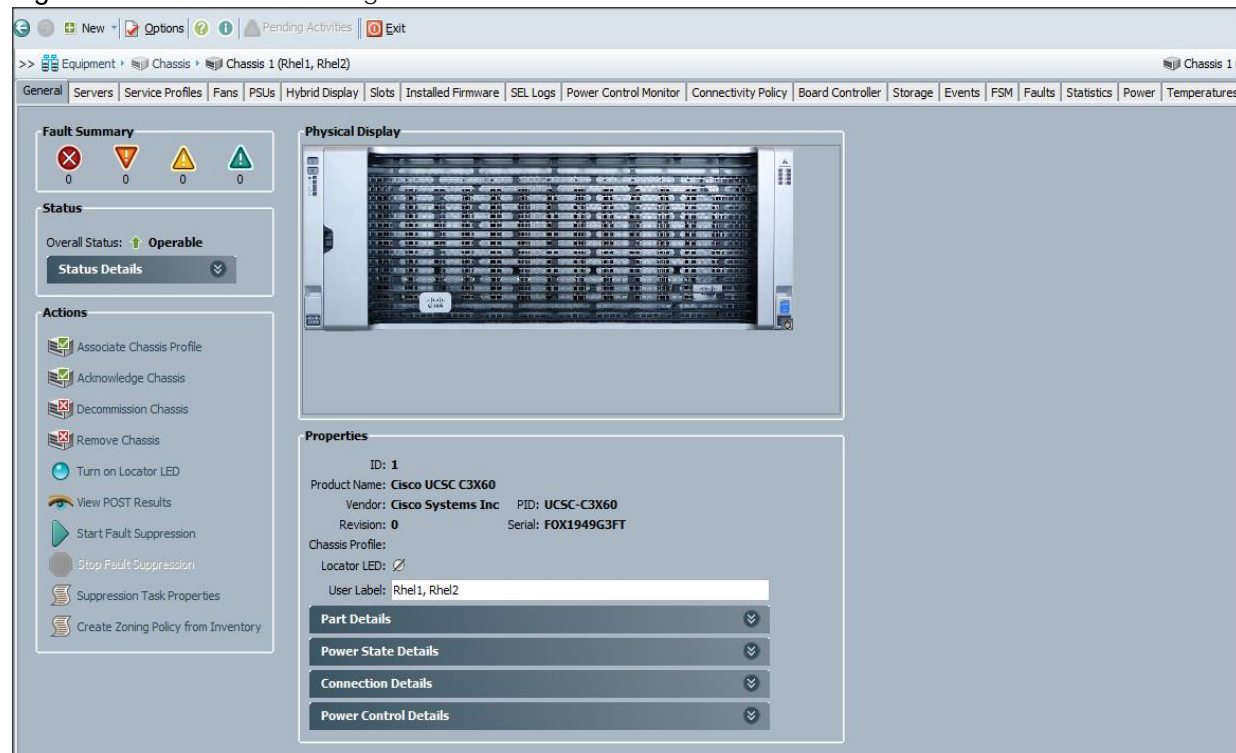 New Options Pending Activities Exit
>> Equipment Chassis Chassis 1 (Rhel1, Rhel2) Chassis 1
General Servers Service Profiles Fans PSUs Hybrid Display Slots Installed Firmware SEL Logs Power Control Monitor Connectivity Policy Board Controller Storage Events FSM Faults Statistics Power Temperatures
Fault Summary
0 0 0 0
Status
Overall Status: Operable
Status Details
Actions
Associate Chassis Profile
Acknowledge Chassis
Decommission Chassis
Remove Chassis
Turn on Locator LED
View POST Results
Start Fault Suppression
Stop Fault Suppression
Suppression Task Properties
Create Zoning Policy from Inventory
Physical Display
Properties
ID: 1
Product Name: Cisco UCSC C3X60
Vendor: Cisco Systems Inc PID: UCSC-C3X60
Revision: 0 Serial: FOX1949G3FT
Chassis Profile:
Locator LED:
User Label: Rhel1, Rhel2
Part Details
Power State Details
Connection Details
Power Control Details